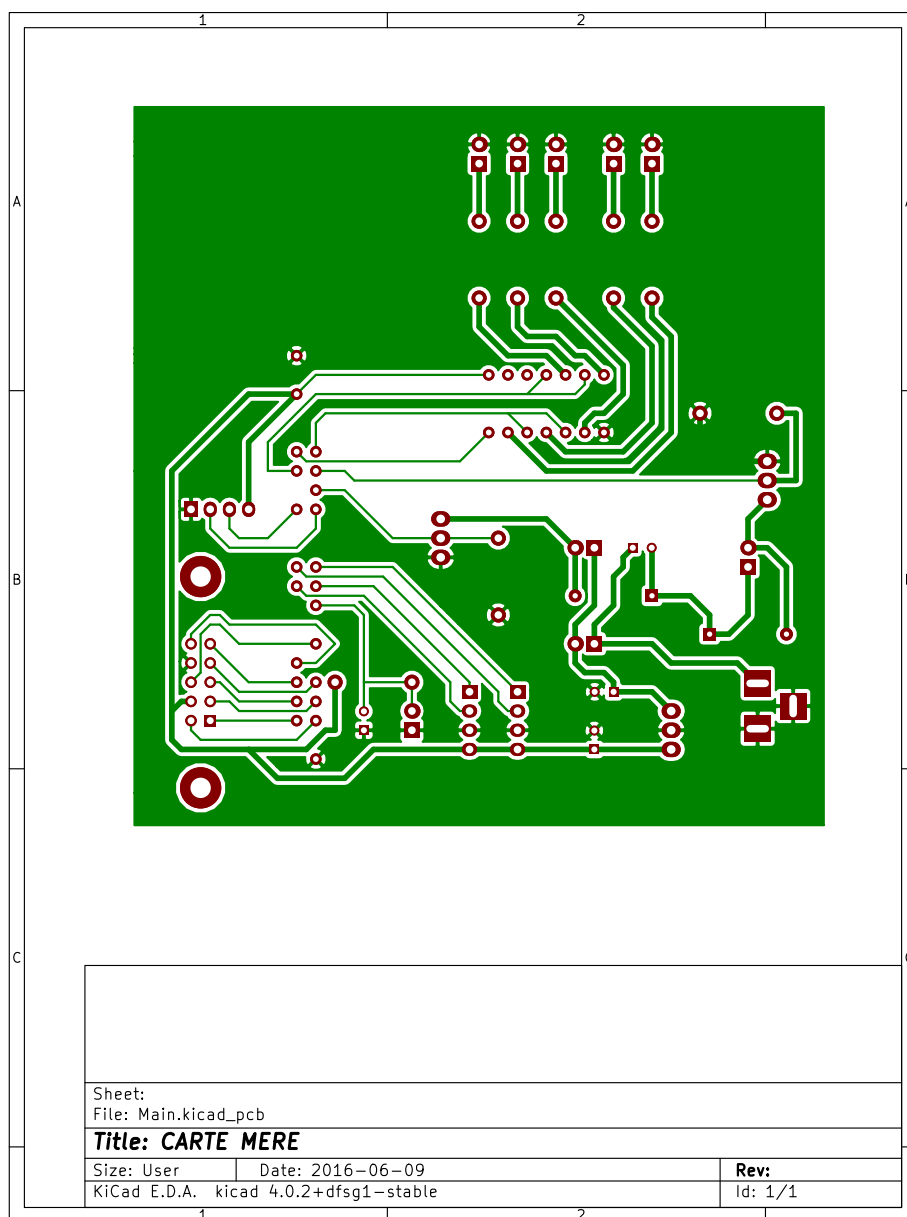 1 2
A A
B B
C C
Sheet:
File: Main.kicad_pcb
Title: CARTE MERE
Size: User Date: 2016-06-09 Rev:
KiCad E.D.A. kicad 4.0.2+dfsg1-stable Id: 1/1
1 2